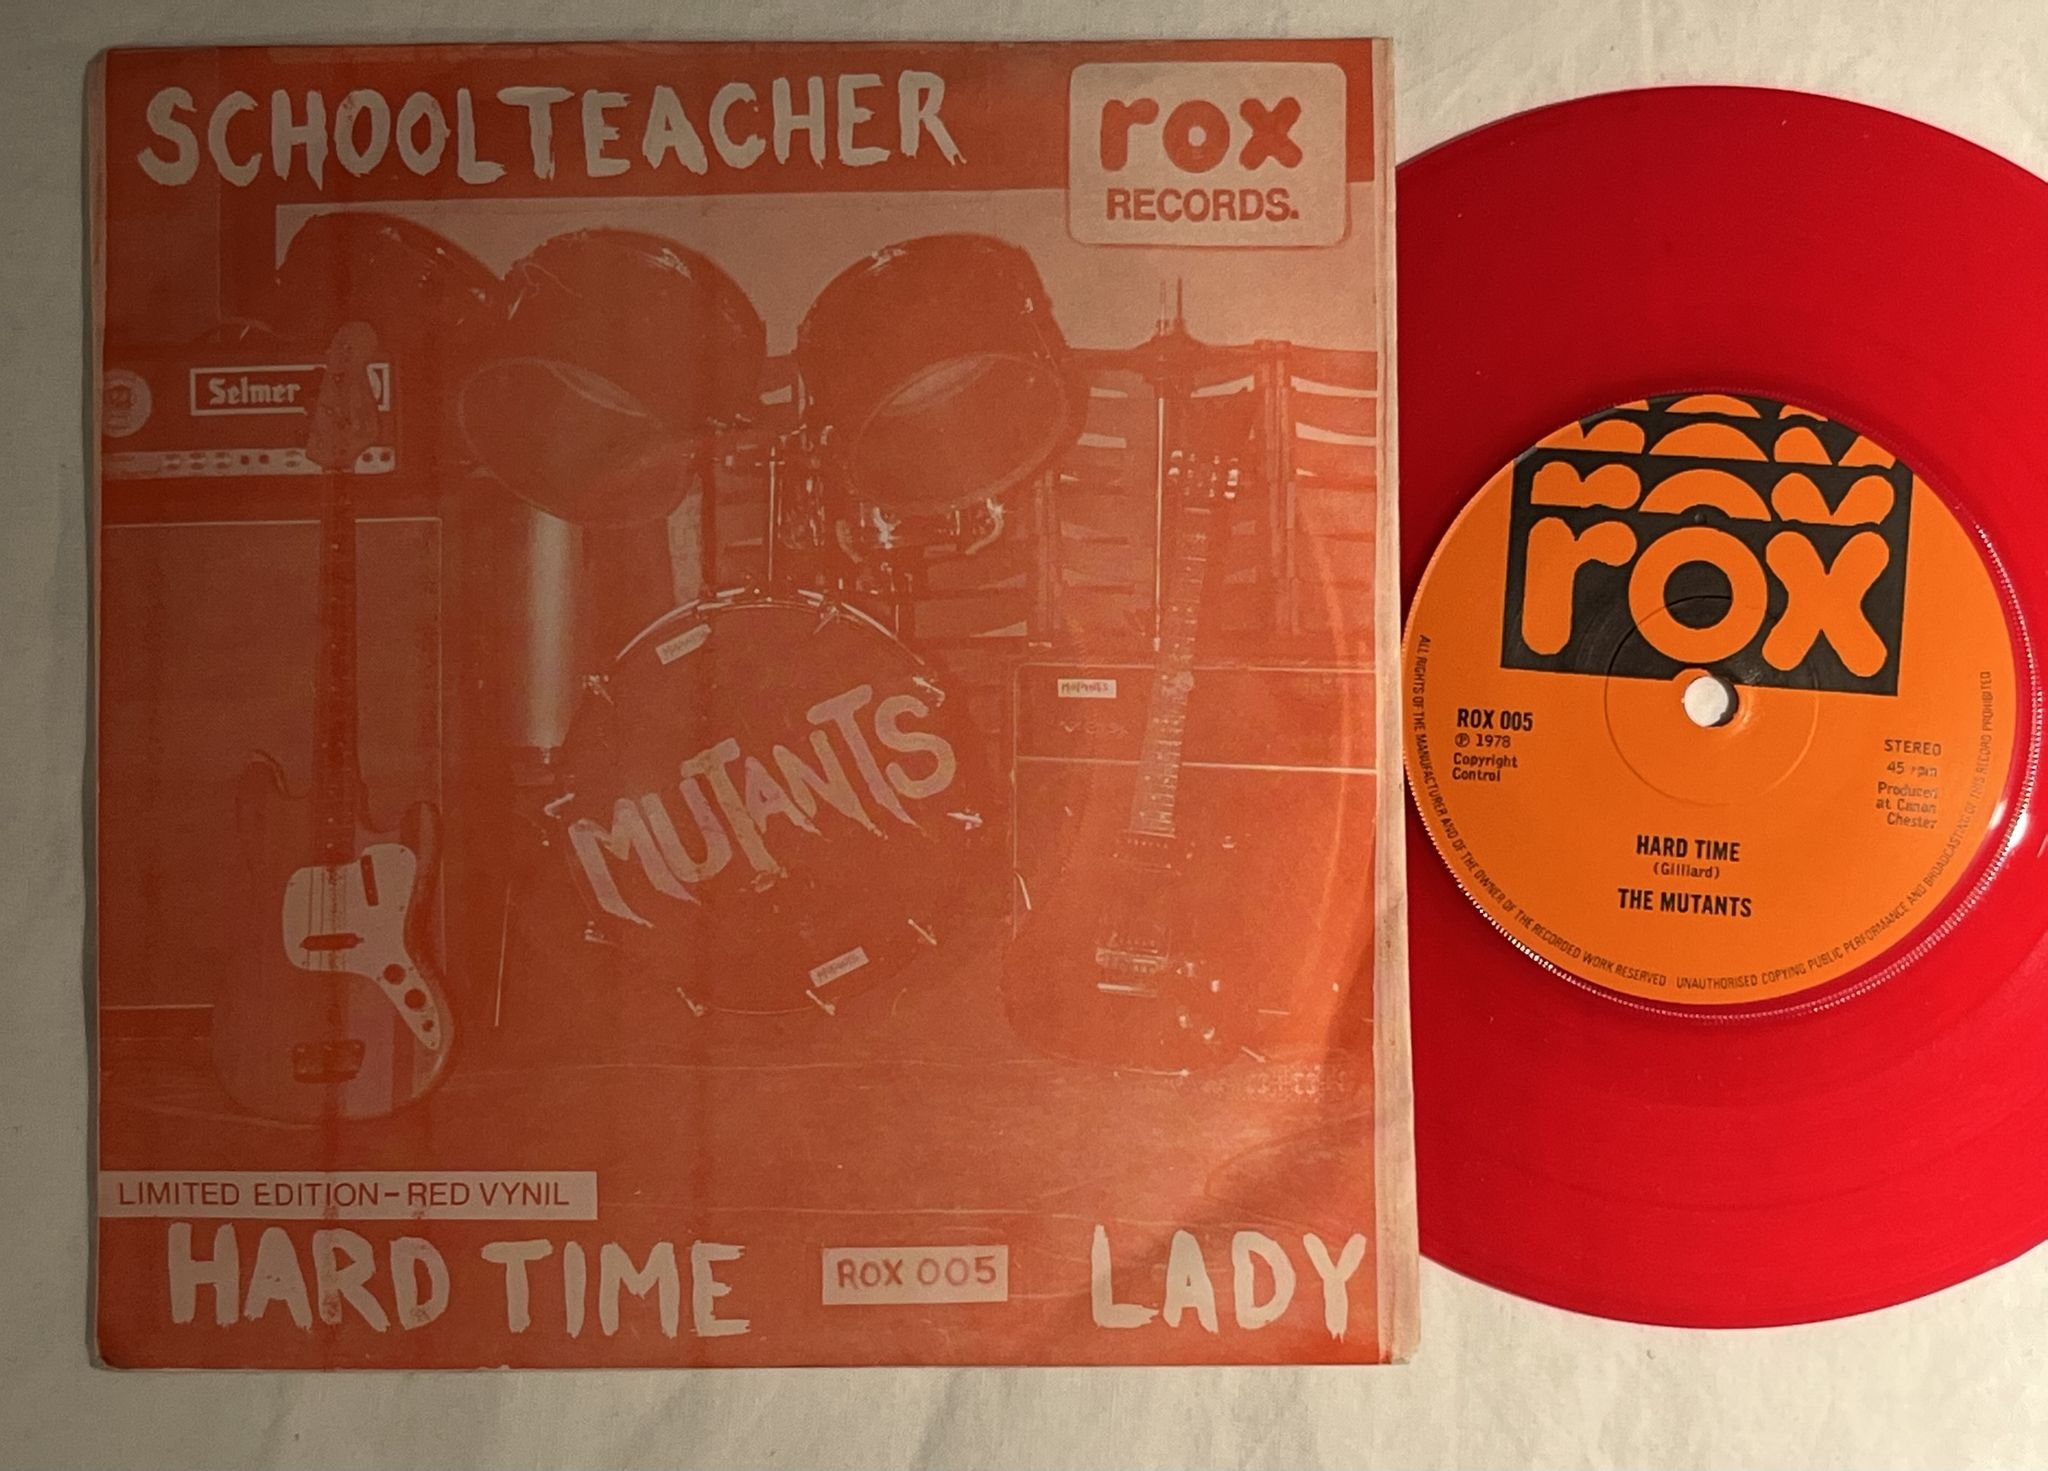 SCHOOLTEACHER
rox
RECORDS.
Selmer
MUTANTS
MUTANTS
LIMITED EDITION-RED VYNIL
HARD TIME
ROX 005
LADY
rox
rox
ROX 005
℗ 1978
Copyright
Control
STEREO
45 rpm
Produced
at Canon
Chester
HARD TIME
(Gilliard)
THE MUTANTS
ALL RIGHTS OF THE MANUFACTURER AND OF THE OWNER OF THE RECORDED WORK RESERVED UNAUTHORISED COPYING PUBLIC PERFORMANCE AND BROADCASTING OF THIS RECORD PROHIBITED